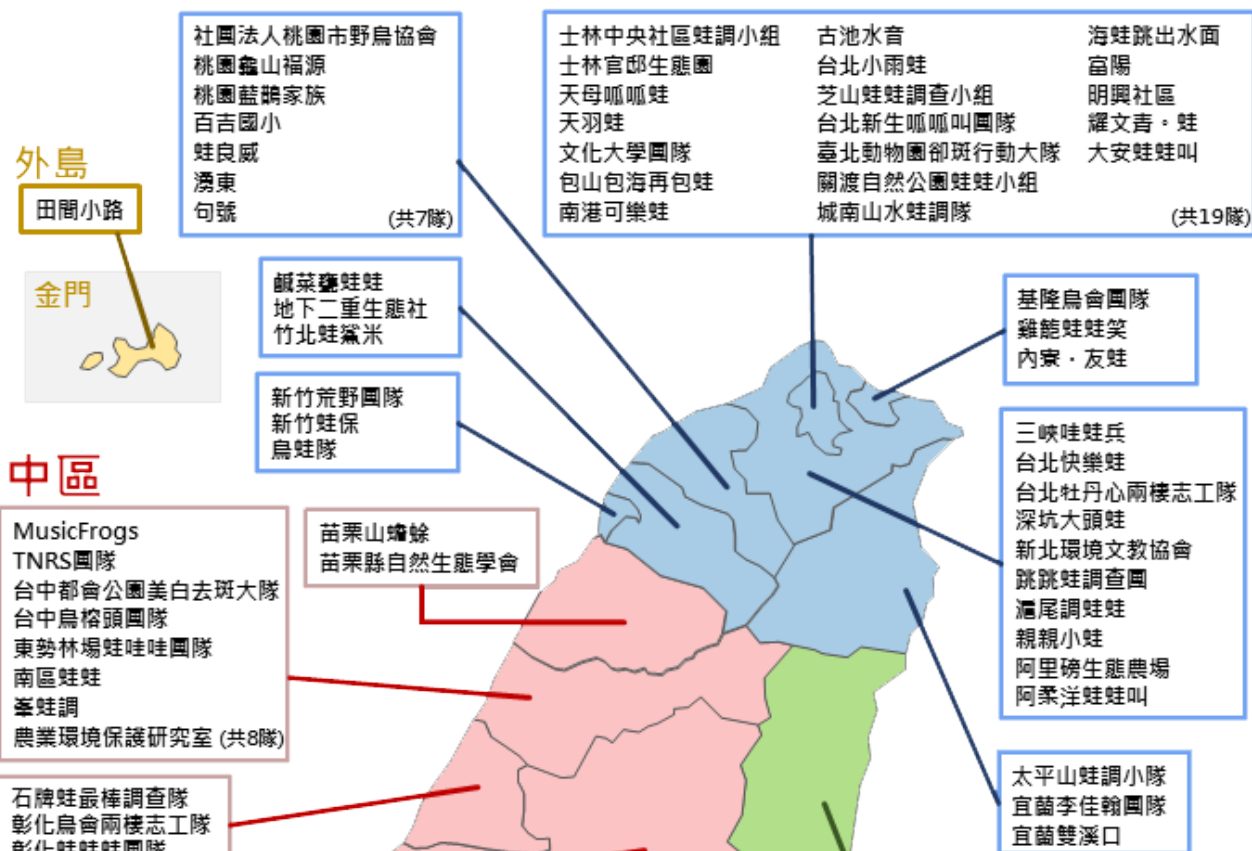 社團法人桃園市野鳥協會
桃園龜山福源
桃園藍鵲家族
百吉國小
蛙良威
湧東
句號
(共7隊)
士林中央社區蛙調小組
士林官邸生態園
天母呱呱蛙
天羽蛙
文化大學團隊
包山包海再包蛙
南港可樂蛙
古池水音
台北小雨蛙
芝山蛙蛙調查小組
台北新生呱呱叫團隊
臺北動物園卻斑行動大隊
關渡自然公園蛙蛙小組
城南山水蛙調隊
海蛙跳出水面
富陽
明興社區
耀文青・蛙
大安蛙蛙叫
(共19隊)
外島
田間小路
金門
鹹菜甕蛙蛙
地下二重生態社
竹北蛙鯊米
新竹荒野團隊
新竹蛙保
鳥蛙隊
基隆鳥會團隊
雞籠蛙蛙笑
內寮・友蛙
三峽哇蛙兵
台北快樂蛙
台北牡丹心兩棲志工隊
深坑大頭蛙
新北環境文教協會
跳跳蛙調查團
滬尾調蛙蛙
親親小蛙
阿里磅生態農場
阿柔洋蛙蛙叫
中區
MusicFrogs
TNRS團隊
台中都會公園美白去斑大隊
台中鳥榕頭團隊
東勢林場蛙哇哇團隊
南區蛙蛙
峯蛙調
農業環境保護研究室 (共8隊)
苗栗山蟾蜍
苗栗縣自然生態學會
石牌蛙最棒調查隊
彰化鳥會兩棲志工隊
彰化蛙蛙蛙團隊
太平山蛙調小隊
宜蘭李佳翰團隊
宜蘭雙溪口